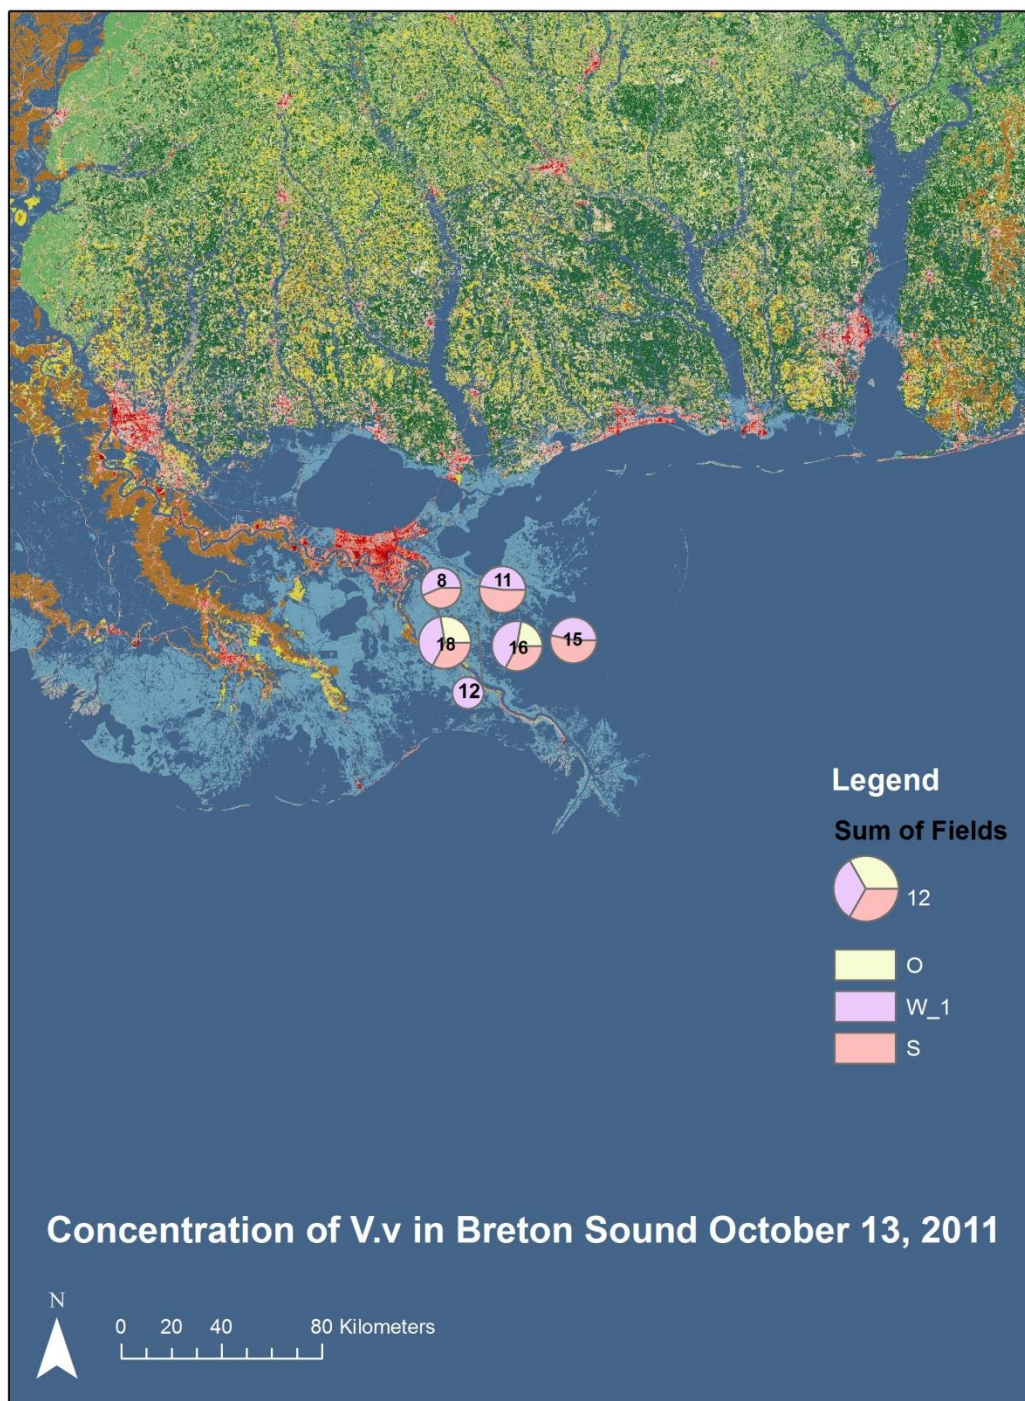 8
11
18
16
15
12
Legend
Sum of Fields
12
O
W_1
S
Concentration of V.v in Breton Sound October 13, 2011
N
0 20 40 80 Kilometers